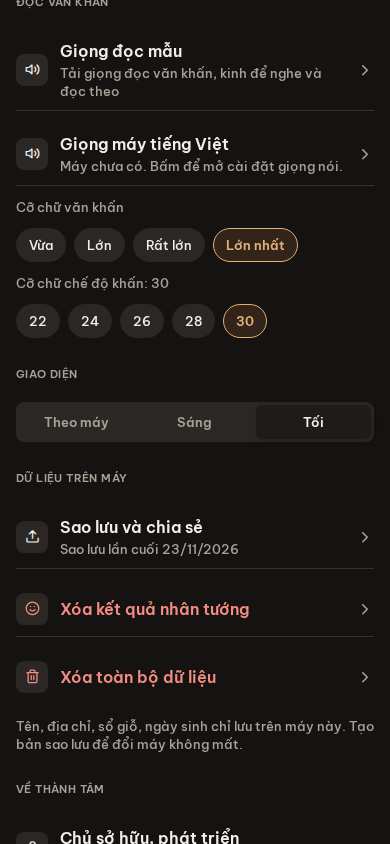 ĐỌC VĂN KHẤN
Giọng đọc mẫu
Tải giọng đọc văn khấn, kinh để nghe và
đọc theo
Giọng máy tiếng Việt
Máy chưa có. Bấm để mở cài đặt giọng nói.
Cỡ chữ văn khấn
Vừa
Lớn
Rất lớn
Lớn nhất
Cỡ chữ chế độ khấn: 30
22
24
26
28
30
GIAO DIỆN
Theo máy
Sáng
Tối
DỮ LIỆU TRÊN MÁY
Sao lưu và chia sẻ
Sao lưu lần cuối 23/11/2026
Xóa kết quả nhân tướng
Xóa toàn bộ dữ liệu
Tên, địa chỉ, sổ giỗ, ngày sinh chỉ lưu trên máy này. Tạo
bản sao lưu để đổi máy không mất.
VỀ THÀNH TÂM
Chủ sở hữu, phát triển